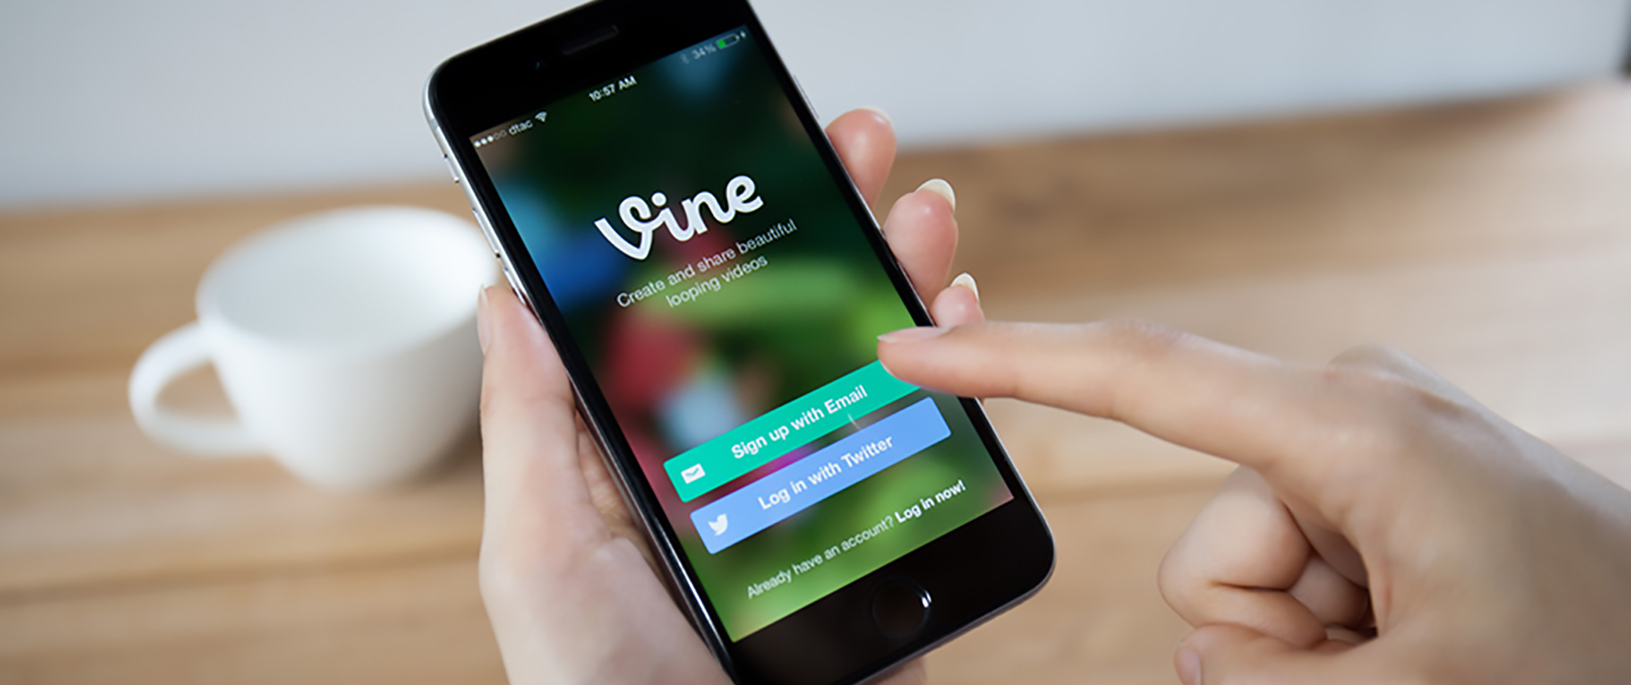 dtac
10:57 AM
34%
Vine
Create and share beautiful
looping videos
Sign up with Email
Log in with Twitter
Already have an account? Log in now!